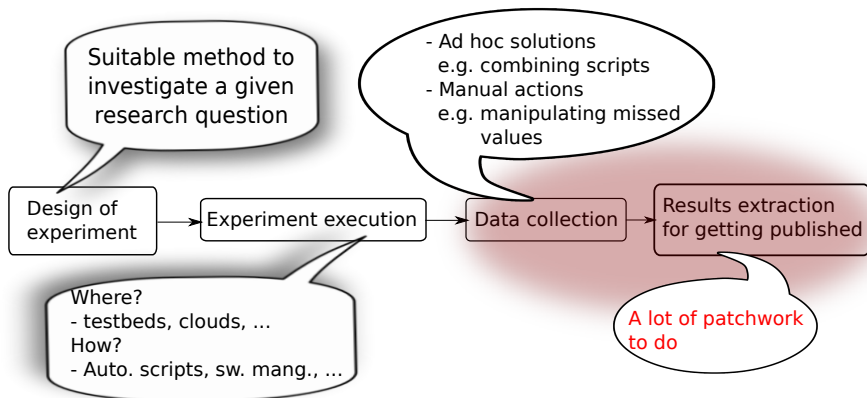 Suitable method to
investigate a given
research question
- Ad hoc solutions
e.g. combining scripts
- Manual actions
e.g. manipulating missed
values
Design of
experiment
Experiment execution
Data collection
Results extraction
for getting published
Where?
- testbeds, clouds, ...
How?
- Auto. scripts, sw. mang., ...
A lot of patchwork
to do